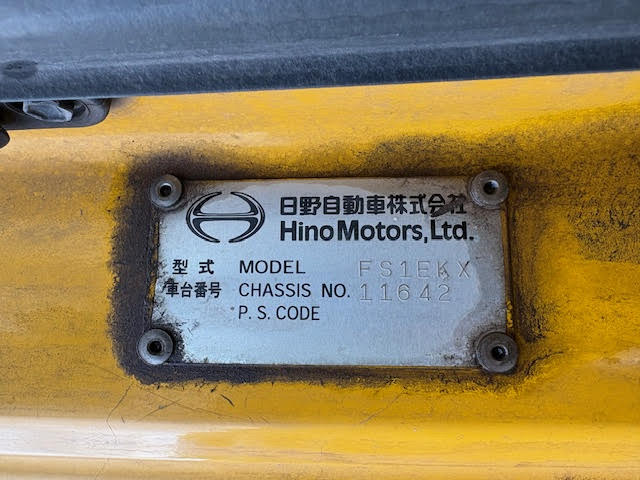 日野自動車株式会社
Hino Motors, Ltd.
型式 MODEL FS1EKX
車台番号 CHASSIS NO. 11642
P. S. CODE